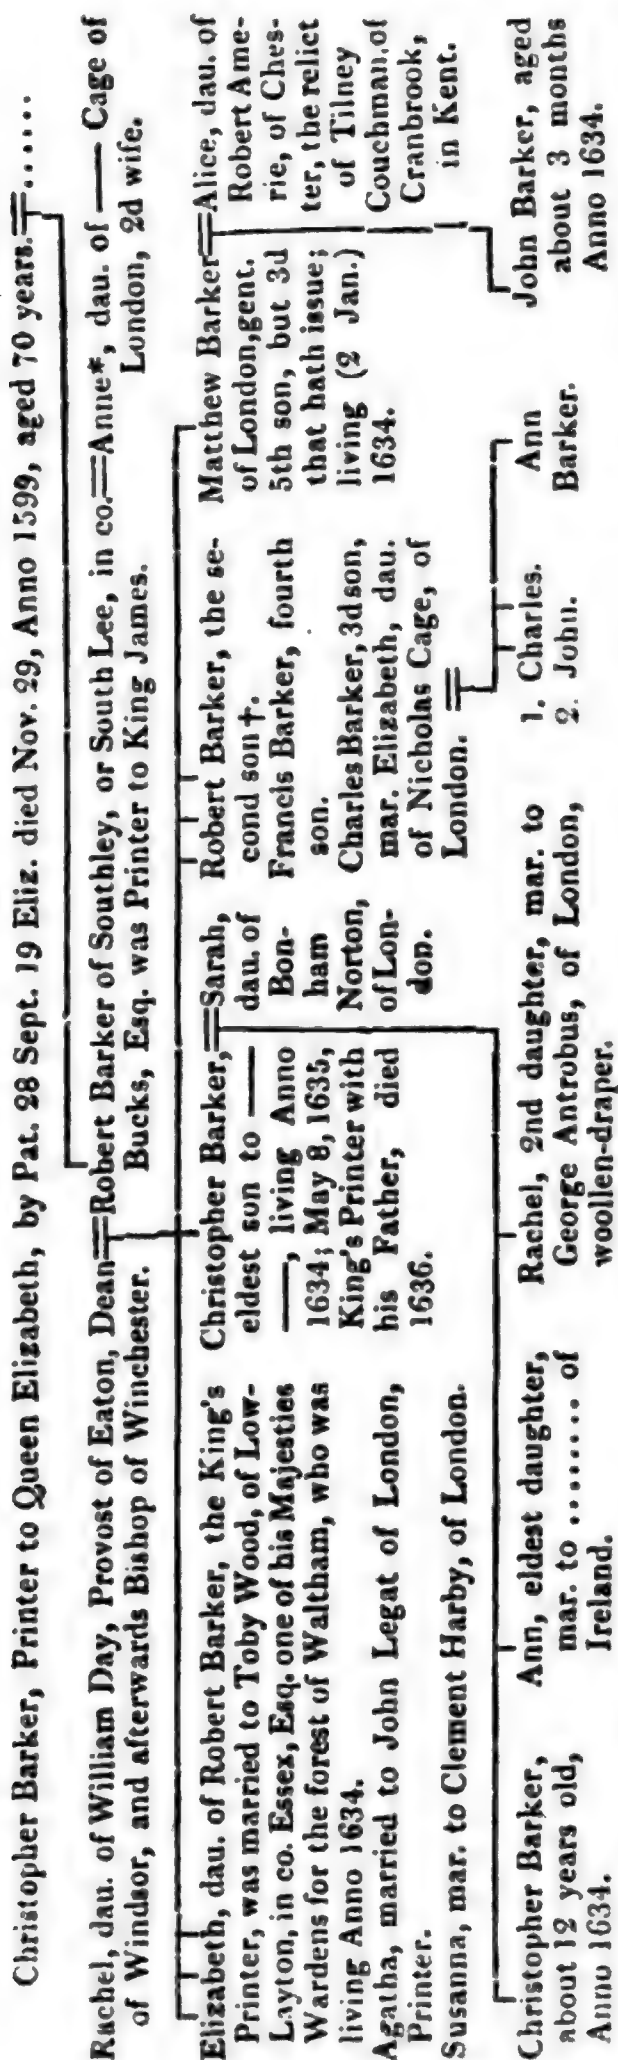 Christopher Barker, Printer to Queen Elizabeth, by Pat. 28 Sept. 19 Eliz. died Nov. 29, Anno 1599, aged 70 years.=.......
Rachel, dau. of William Day, Provost of Eaton, Dean=Robert Barker of Southley, or South Lee, in co.=Anne*, dau. of —— Cage of
of Windsor, and afterwards Bishop of Winchester.
Bucks, Esq. was Printer to King James.
London, 2d wife.
Elizabeth, dau. of Robert Barker, the King's
Printer, was married to Toby Wood, of Low-
Layton, in co. Essex, Esq. one of his Majesties
Wardens for the forest of Waltham, who was
living Anno 1634.
Agatha, married to John Legat of London,
Printer.
Susanna, mar. to Clement Harby, of London.
Christopher Barker,=Sarah,
eldest sun to ——
——, living Anno
1634; May 8, 1635,
King's Printer with
his Father, died
1636.
dau. of
Bon-
ham
Norton,
of Lon-
don.
Robert Barker, the se-
cond son †.
Francis Barker, fourth
son.
Charles Barker, 3d son,
mar. Elizabeth, dau.
of Nicholas Cage, of
London. =
Matthew Barker=Alice, dau. of
of London, gent.
5th son, but 3d
that hath issue;
living (2 Jan.)
1634.
Robert Ame-
rie, of Ches-
ter, the relict
of Tilney
Couchman, of
Cranbrook,
in Kent.
Christopher Barker,
about 12 years old,
Anno 1634.
Ann, eldest daughter,
mar. to ........ of
Ireland.
Rachel, 2nd daughter, mar. to
George Antrobus, of London,
woollen-draper.
1. Charles.
2. John.
Ann
Barker.
John Barker, aged
about 3 months
Anno 1634.